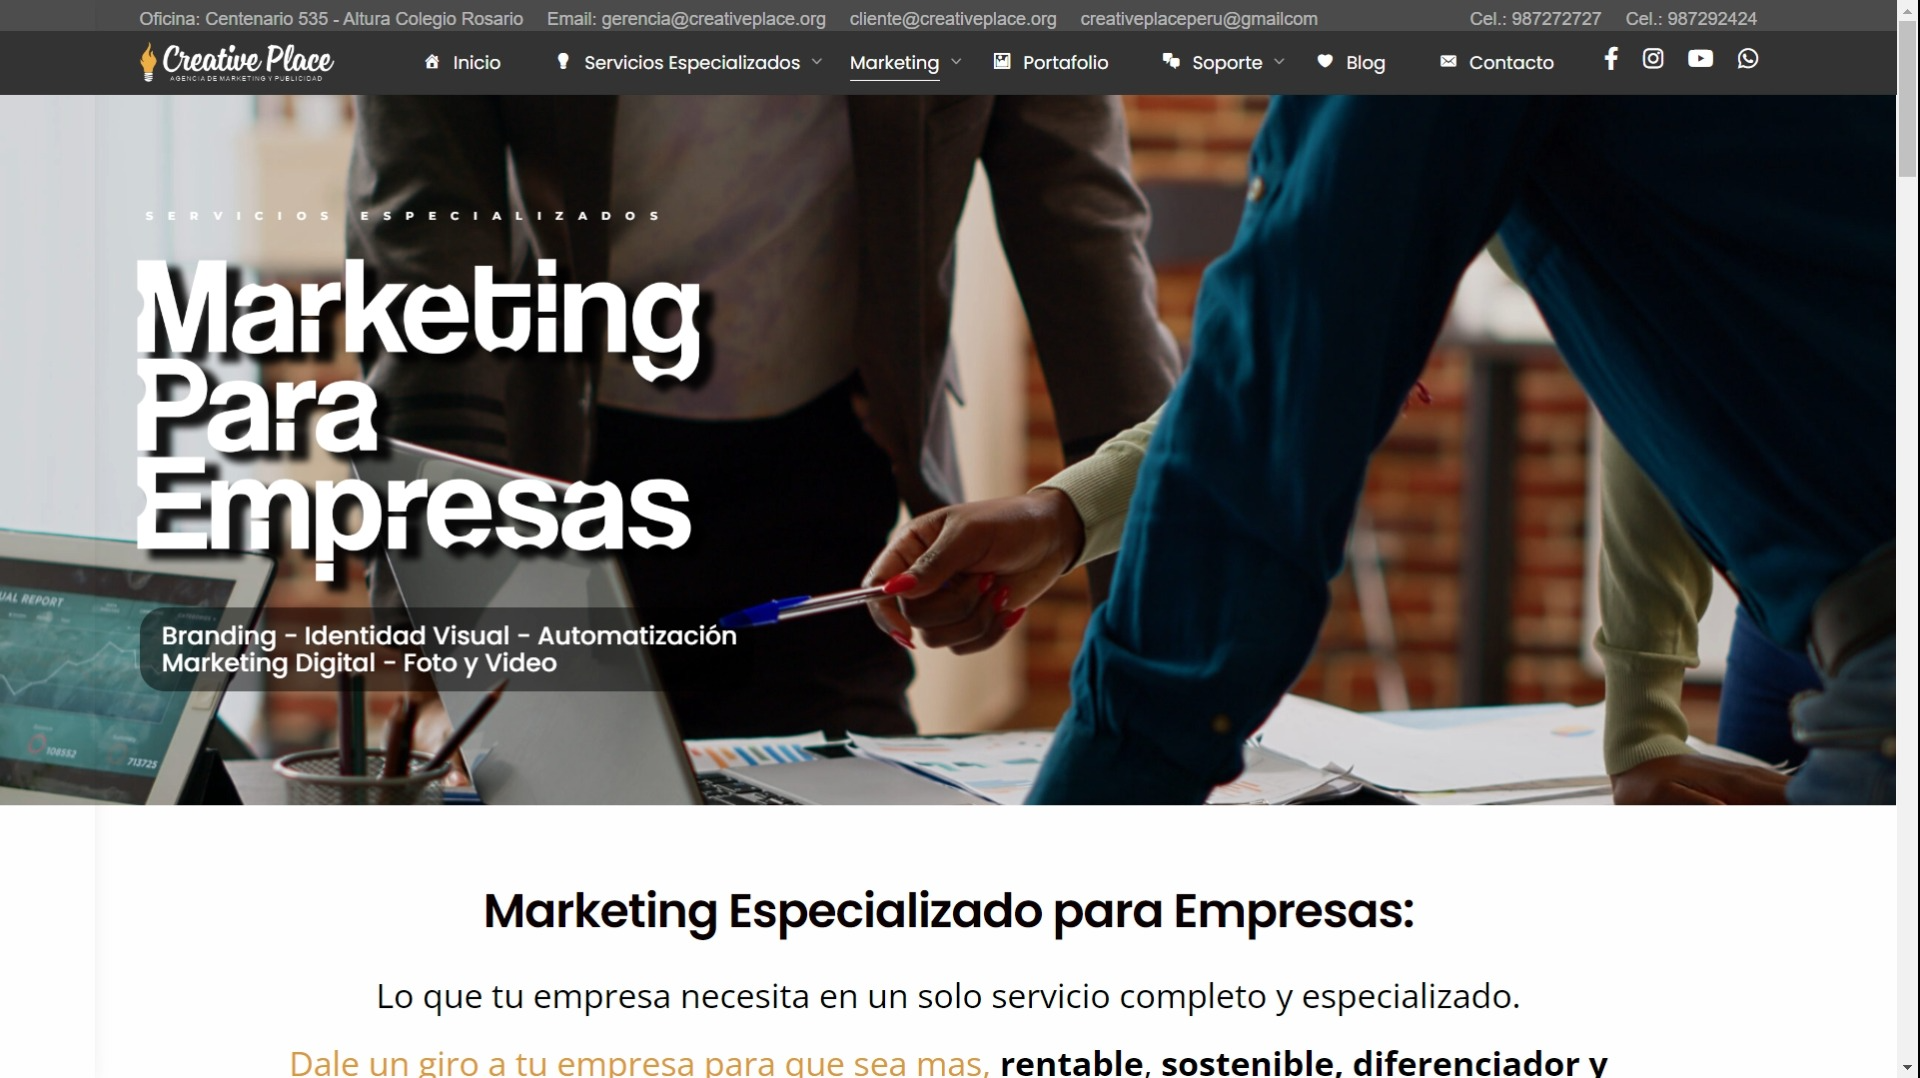 Oficina: Centenario 535 - Altura Colegio Rosario Email: gerencia@creativeplace.org cliente@creativeplace.org creativeplaceperu@gmailcom Cel.: 987272727 Cel.: 987292424
Creative Place
AGENCIA DE MARKETING Y PUBLICIDAD
Inicio Servicios Especializados Marketing Portafolio Soporte Blog Contacto
SERVICIOS ESPECIALIZADOS
Marketing
Para
Empresas
Branding - Identidad Visual - Automatización
Marketing Digital - Foto y Video
UAL REPORT
108552
713725
Marketing Especializado para Empresas:
Lo que tu empresa necesita en un solo servicio completo y especializado.
Dale un giro a tu empresa para que sea mas, rentable, sostenible, diferenciador y